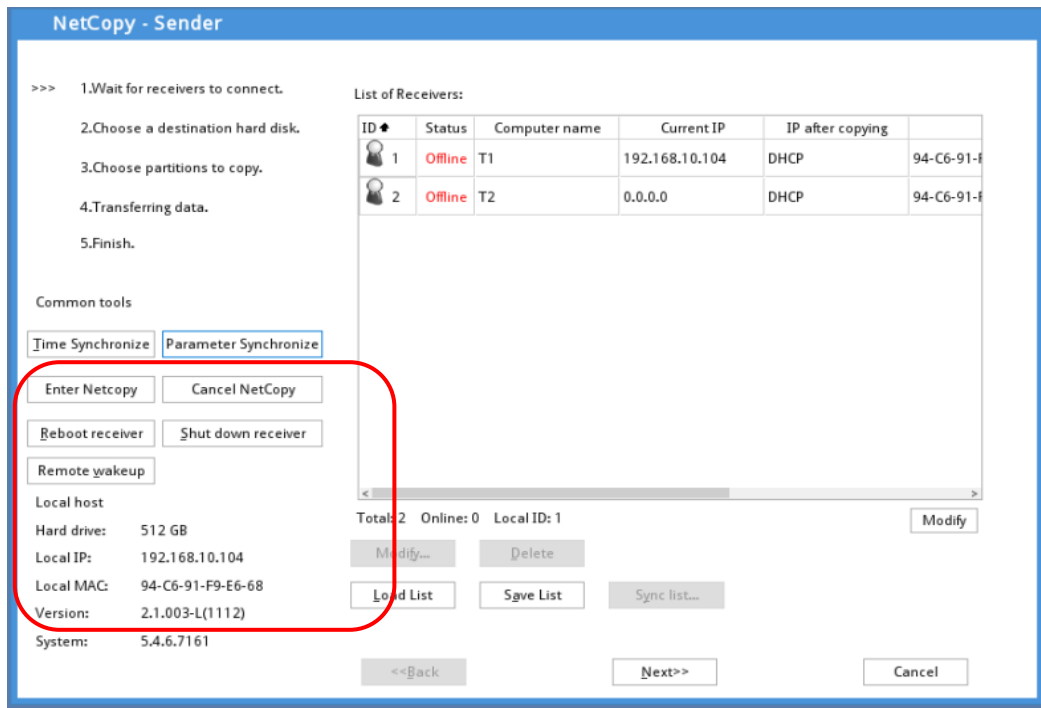 NetCopy - Sender
>>> 1.Wait for receivers to connect.
2.Choose a destination hard disk.
3.Choose partitions to copy.
4.Transferring data.
5.Finish.
Common tools
Time Synchronize Parameter Synchronize
Enter Netcopy Cancel NetCopy
Reboot receiver Shut down receiver
Remote wakeup
Local host
Hard drive: 512 GB
Local IP: 192.168.10.104
Local MAC: 94-C6-91-F9-E6-68
Version: 2.1.003-L(1112)
System: 5.4.6.7161
List of Receivers:
ID Status Computer name Current IP IP after copying
1 Offline T1 192.168.10.104 DHCP 94-C6-91-F
2 Offline T2 0.0.0.0 DHCP 94-C6-91-F
Total: 2 Online: 0 Local ID: 1
Modify
Modify... Delete
Load List Save List Sync list...
<<Back Next>> Cancel